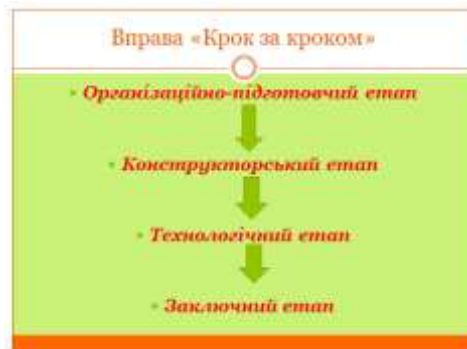 Вправа «Крок за кроком»
• Організаційно-підготовчий етап
• Конструкторський етап
• Технологічний етап
• Заключний етап